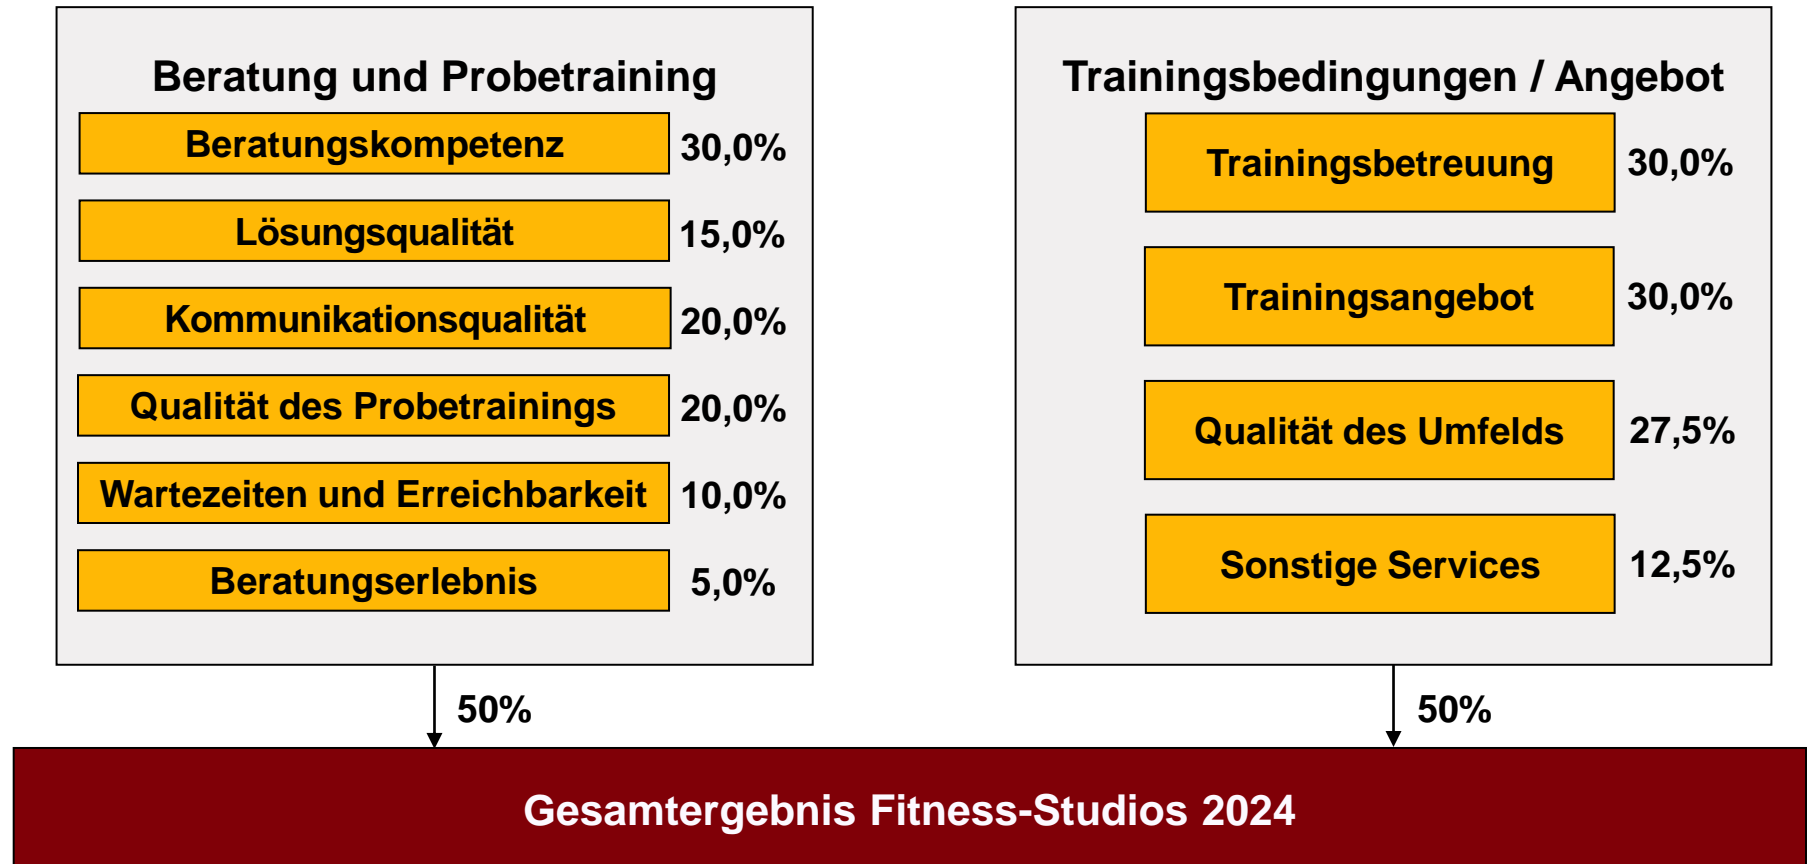 Beratung und Probetraining
Beratungskompetenz 30,0%
Lösungsqualität 15,0%
Kommunikationsqualität 20,0%
Qualität des Probetrainings 20,0%
Wartezeiten und Erreichbarkeit 10,0%
Beratungserlebnis 5,0%
50%
Trainingsbedingungen / Angebot
Trainingsbetreuung 30,0%
Trainingsangebot 30,0%
Qualität des Umfelds 27,5%
Sonstige Services 12,5%
50%
Gesamtergebnis Fitness-Studios 2024